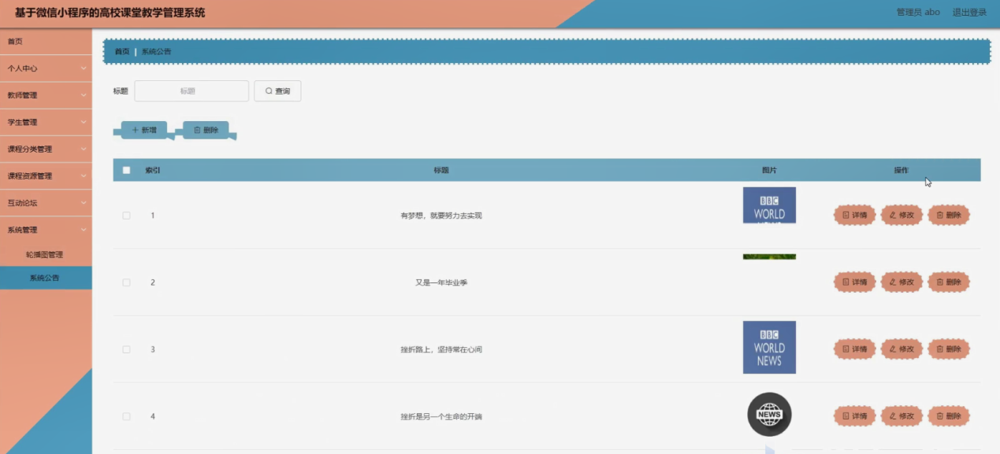 基于微信小程序的高校课堂教学管理系统
管理员 abo 退出登录
首页
个人中心
教师管理
学生管理
课程分类管理
课程资源管理
互动论坛
系统管理
轮播图管理
系统公告
首页 | 系统公告
标题 标题 查询
新增 删除
索引 标题 图片 操作
1 有梦想，就要努力去实现 BBC WORLD 详情 修改 删除
2 又是一年毕业季 详情 修改 删除
3 挫折路上，坚持常在心间 BBC WORLD NEWS 详情 修改 删除
4 挫折是另一个生命的开端 NEWS 详情 修改 删除